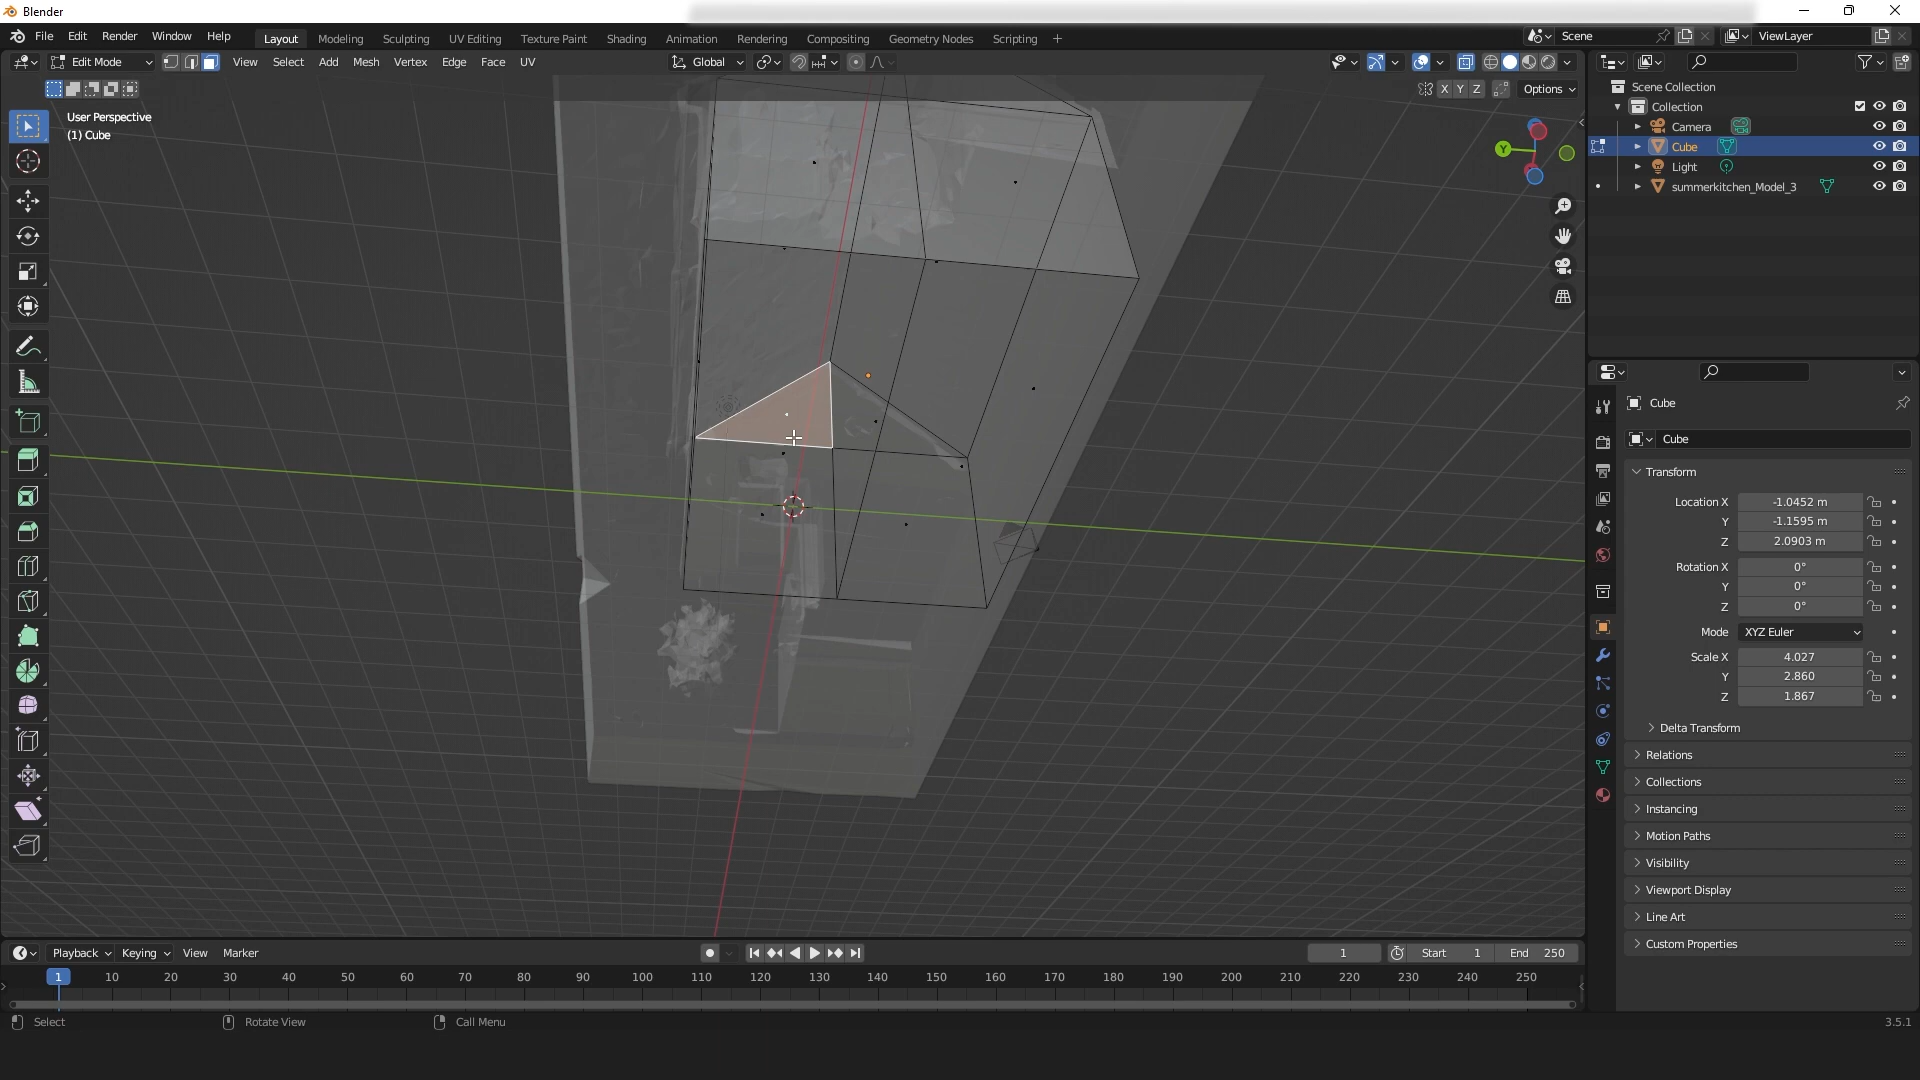 Blender
File Edit Render Window Help
Layout Modeling Sculpting UV Editing Texture Paint Shading Animation Rendering Compositing Geometry Nodes Scripting +
Scene
ViewLayer
Edit Mode
View Select Add Mesh Vertex Edge Face UV
Global
X Y Z
Options
User Perspective
(1) Cube
Y
Scene Collection
Collection
Camera
Cube
Light
summerkitchen_Model_3
Cube
Cube
Transform
Location X -1.0452 m
Y -1.1595 m
Z 2.0903 m
Rotation X 0°
Y 0°
Z 0°
Mode XYZ Euler
Scale X 4.027
Y 2.860
Z 1.867
Delta Transform
Relations
Collections
Instancing
Motion Paths
Visibility
Viewport Display
Line Art
Custom Properties
Playback Keying View Marker
1
Start 1
End 250
1 10 20 30 40 50 60 70 80 90 100 110 120 130 140 150 160 170 180 190 200 210 220 230 240 250
Select
Rotate View
Call Menu
3.5.1